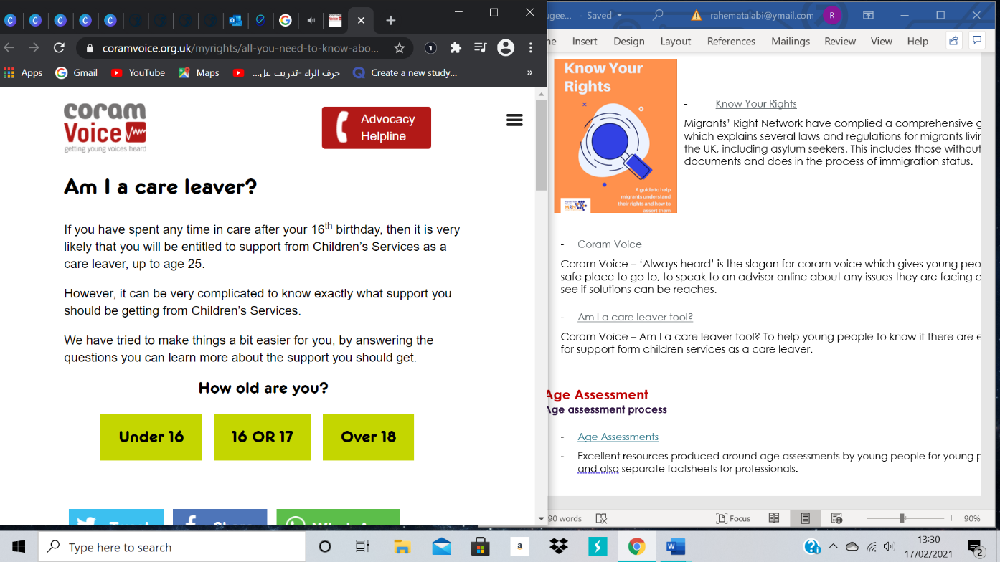 coramvoice.org.uk/myrights/all-you-need-to-know-abo...
Apps
Gmail
YouTube
Maps
حرف الراء -تدريب عل...
Create a new study...
»
coram
Voice
getting young voices heard
Advocacy
Helpline
Am I a care leaver?
If you have spent any time in care after your 16th birthday, then it is very
likely that you will be entitled to support from Children's Services as a
care leaver, up to age 25.
However, it can be very complicated to know exactly what support you
should be getting from Children's Services.
We have tried to make things a bit easier for you, by answering the
questions you can learn more about the support you should get.
How old are you?
Under 16
16 OR 17
Over 18
Tweet
Share
ugee... - Saved
rahematalabi@ymail.com
R
ne
Insert
Design
Layout
References
Mailings
Review
View
Help
Know Your
Rights
A guide to help
migrants understand
their rights and how to
assert them
MRN
- Know Your Rights
Migrants' Right Network have complied a comprehensive g
which explains several laws and regulations for migrants livin
the UK, including asylum seekers. This includes those without
documents and does in the process of immigration status.
- Coram Voice
Coram Voice – 'Always heard' is the slogan for coram voice which gives young peo
safe place to go to, to speak to an advisor online about any issues they are facing a
see if solutions can be reaches.
- Am I a care leaver tool?
Coram Voice – Am I a care leaver tool? To help young people to know if there are e
for support form children services as a care leaver.
Age Assessment
Age assessment process
- Age Assessments
- Excellent resources produced around age assessments by young people for young p
and also separate factsheets for professionals.
90 words
Focus
90%
Type here to search
13:30
17/02/2021
2